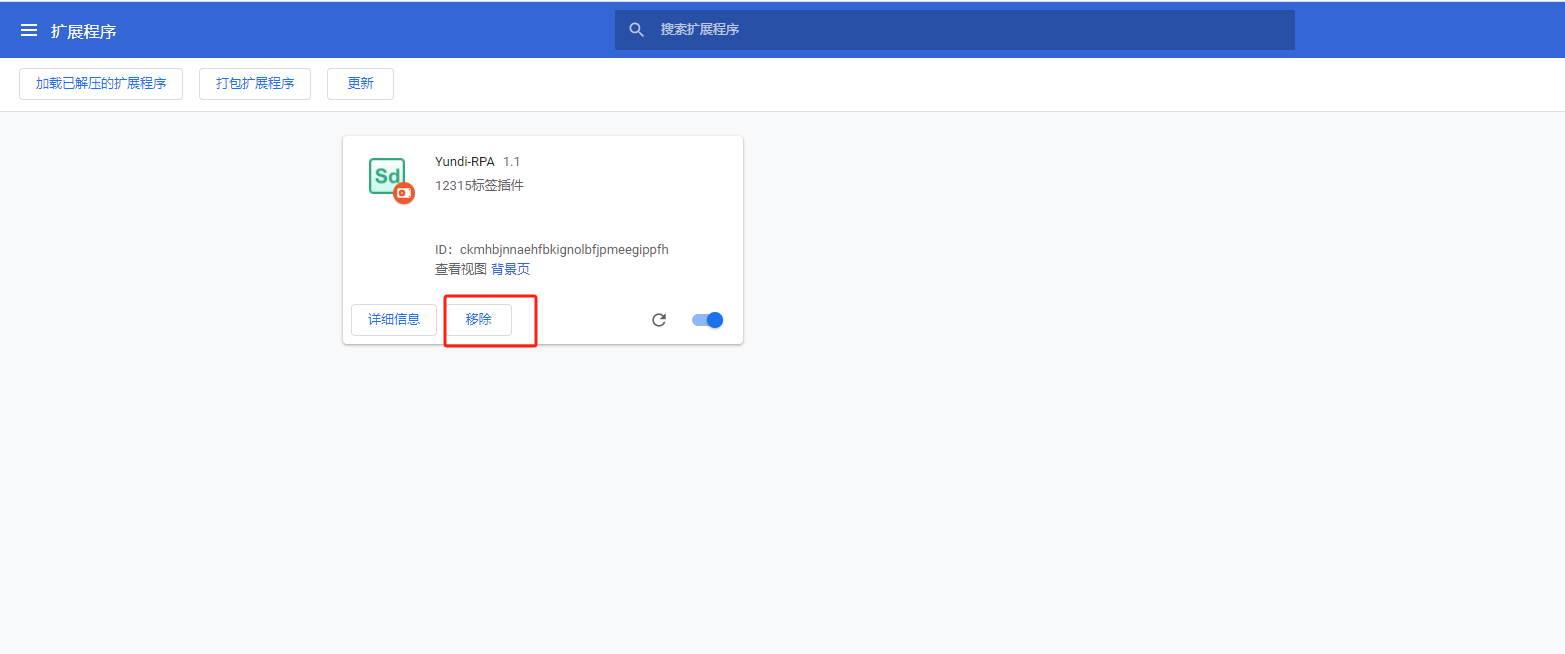 扩展程序
搜索扩展程序
加载已解压的扩展程序 打包扩展程序 更新
Yundi-RPA 1.1
Sd
12315标签插件
ID：ckmhbjnnaehfbkignolbfjpmeegippfh
查看视图 背景页
详细信息 移除